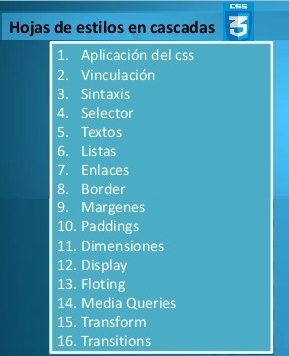 CSS
Hojas de estilos en cascadas
3
1. Aplicación del css
2. Vinculación
3. Sintaxis
4. Selector
5. Textos
6. Listas
7. Enlaces
8. Border
9. Margenes
10. Paddings
11. Dimensiones
12. Display
13. Floting
14. Media Queries
15. Transform
16. Transitions